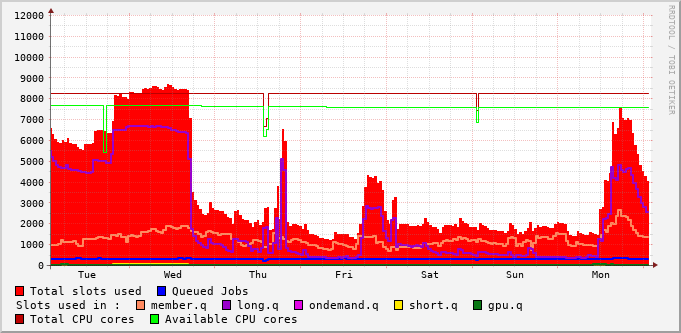 12000
11000
10000
9000
8000
7000
6000
5000
4000
3000
2000
1000
0
Tue Wed Thu Fri Sat Sun Mon
RRDTOOL / TOBI OETIKER
Total slots used Queued Jobs
Slots used in : member.q long.q ondemand.q short.q gpu.q
Total CPU cores Available CPU cores